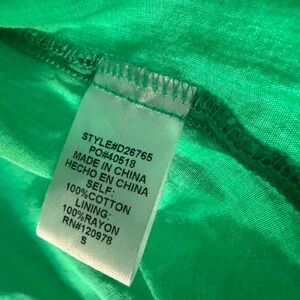 STYLE#D26765
PO#40518
MADE IN CHINA
HECHO EN CHINA
SELF:
100%COTTON
LINING:
100%RAYON
RN#120978
S